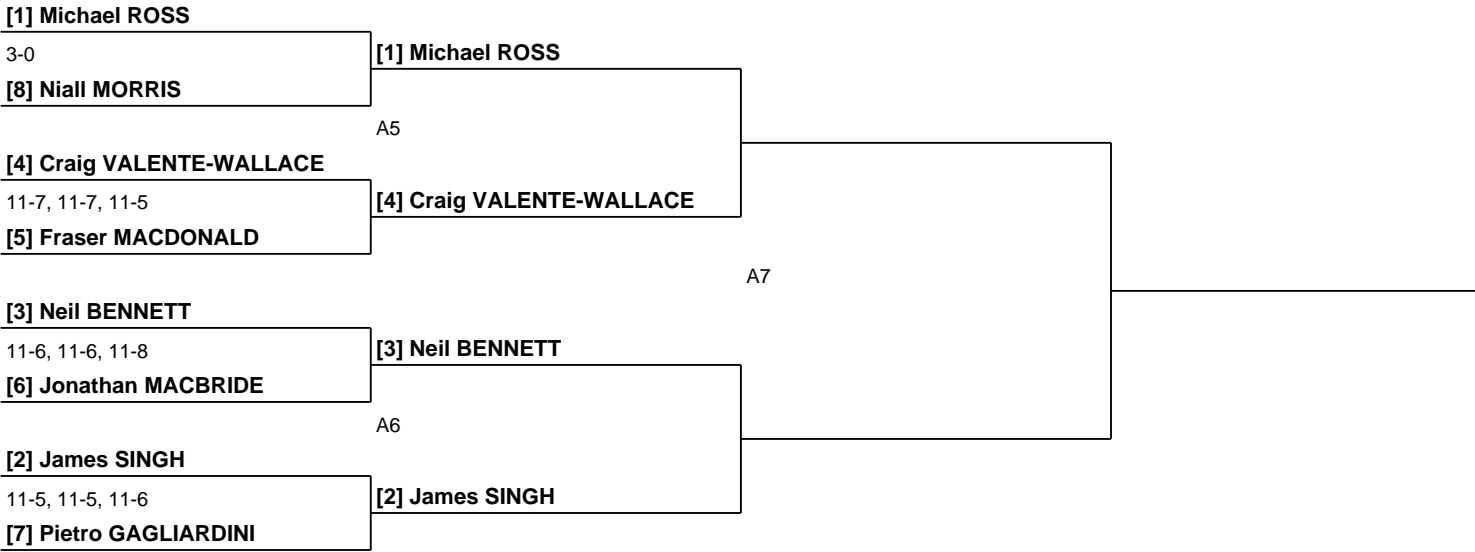 [1] Michael ROSS
3-0
[1] Michael ROSS
[8] Niall MORRIS
A5
[4] Craig VALENTE-WALLACE
11-7, 11-7, 11-5
[4] Craig VALENTE-WALLACE
[5] Fraser MACDONALD
A7
[3] Neil BENNETT
11-6, 11-6, 11-8
[3] Neil BENNETT
[6] Jonathan MACBRIDE
A6
[2] James SINGH
11-5, 11-5, 11-6
[2] James SINGH
[7] Pietro GAGLIARDINI